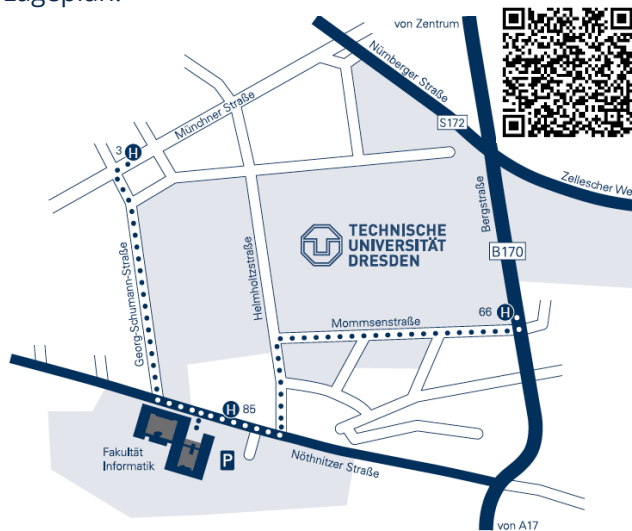 Lageplan:
von Zentrum
Nürnberger Straße
Münchner Straße
S172
3 H
Zellescher We
Bergstraße
TECHNISCHE
UNIVERSITÄT
DRESDEN
B170
Helmholtzstraße
Georg-Schumann-Straße
66 H
Mommsenstraße
H 85
Fakultät
Informatik
P
Nöthnitzer Straße
von A17